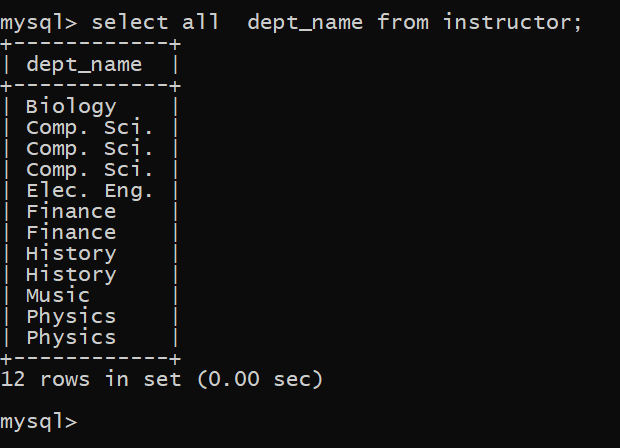 mysql> select all  dept_name from instructor;
+------------+
| dept_name  |
+------------+
| Biology    |
| Comp. Sci. |
| Comp. Sci. |
| Comp. Sci. |
| Elec. Eng. |
| Finance    |
| Finance    |
| History    |
| History    |
| Music      |
| Physics    |
| Physics    |
+------------+
12 rows in set (0.00 sec)
mysql>